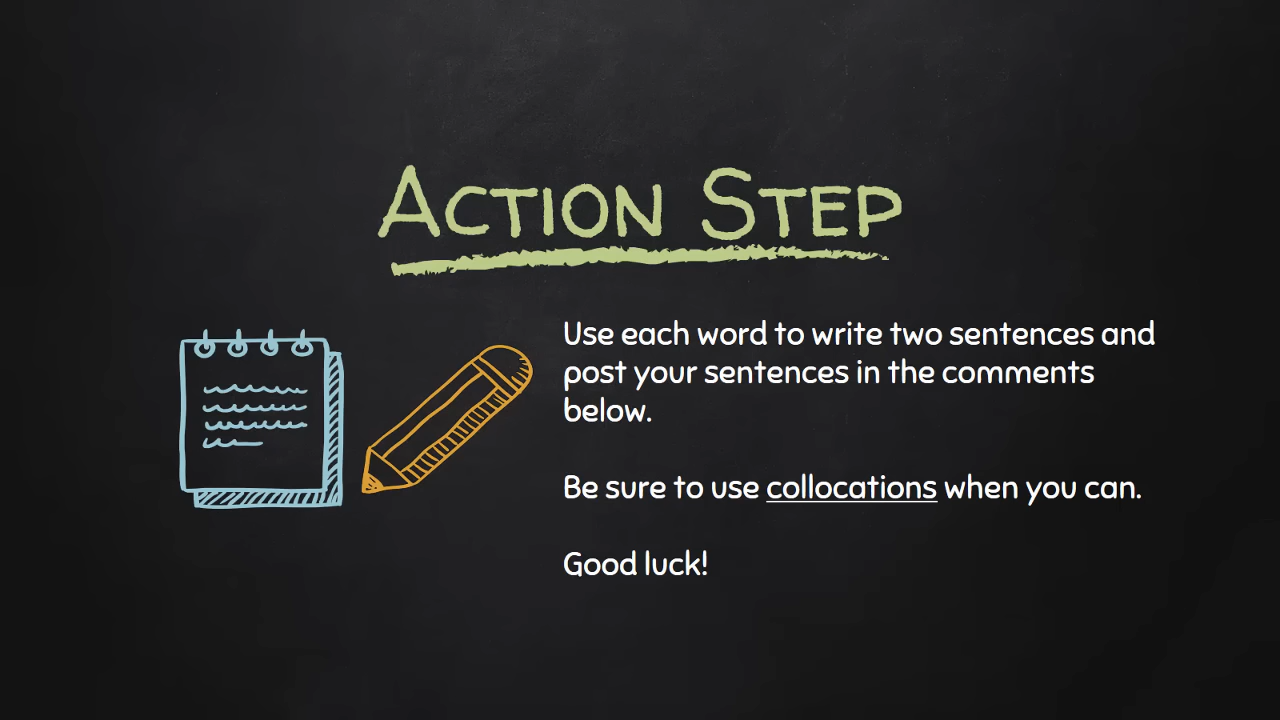 Action Step
Use each word to write two sentences and
post your sentences in the comments
below.
Be sure to use collocations when you can.
Good luck!